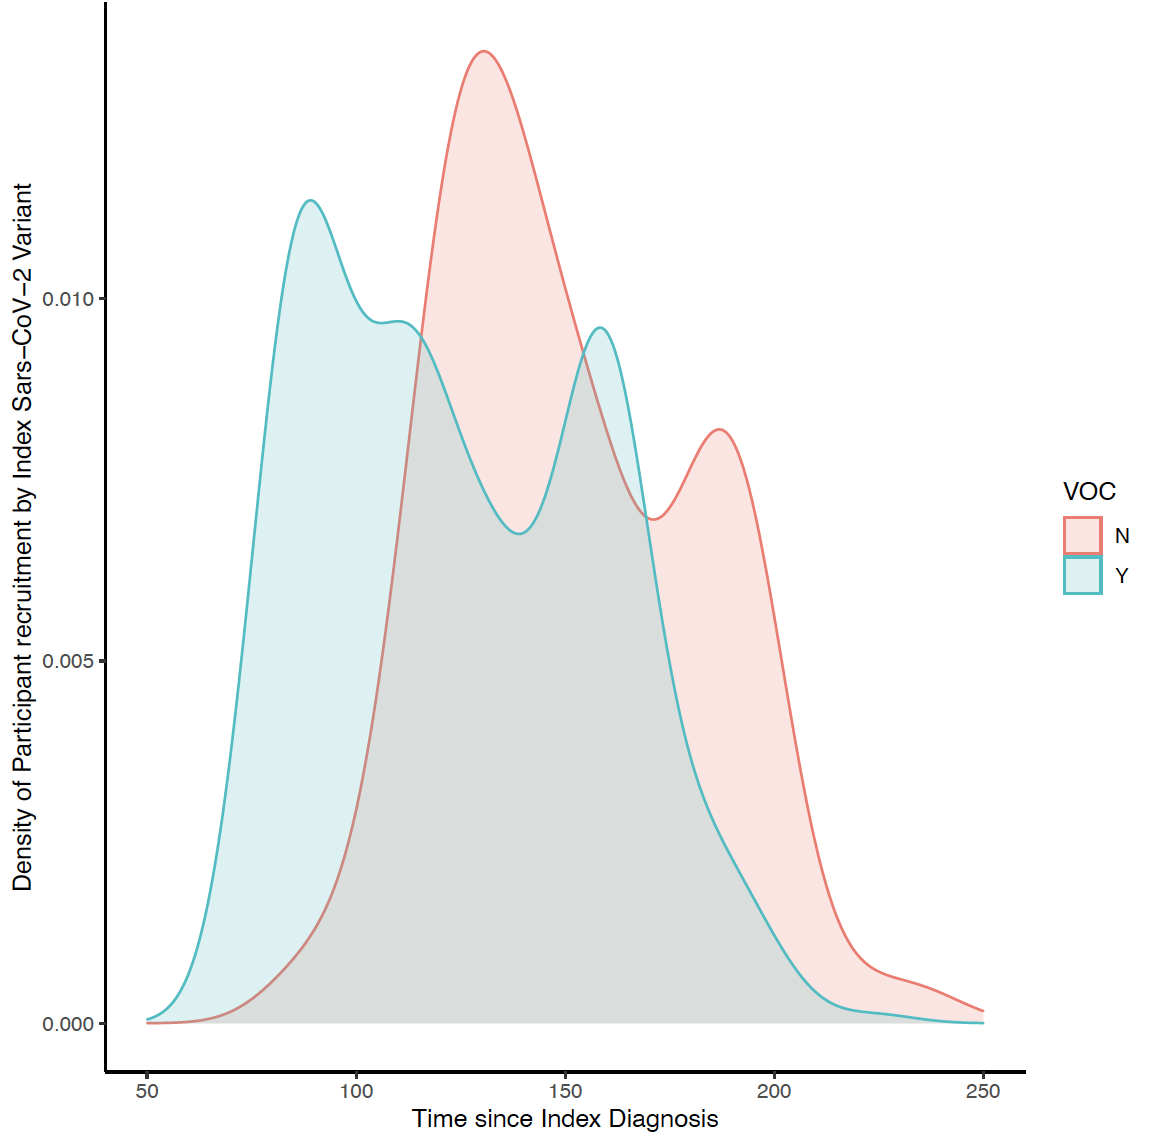 Density of Participant recruitment by Index Sars−CoV−2 Variant
0.010
0.005
0.000
50 100 150 200 250
Time since Index Diagnosis
VOC
N
Y